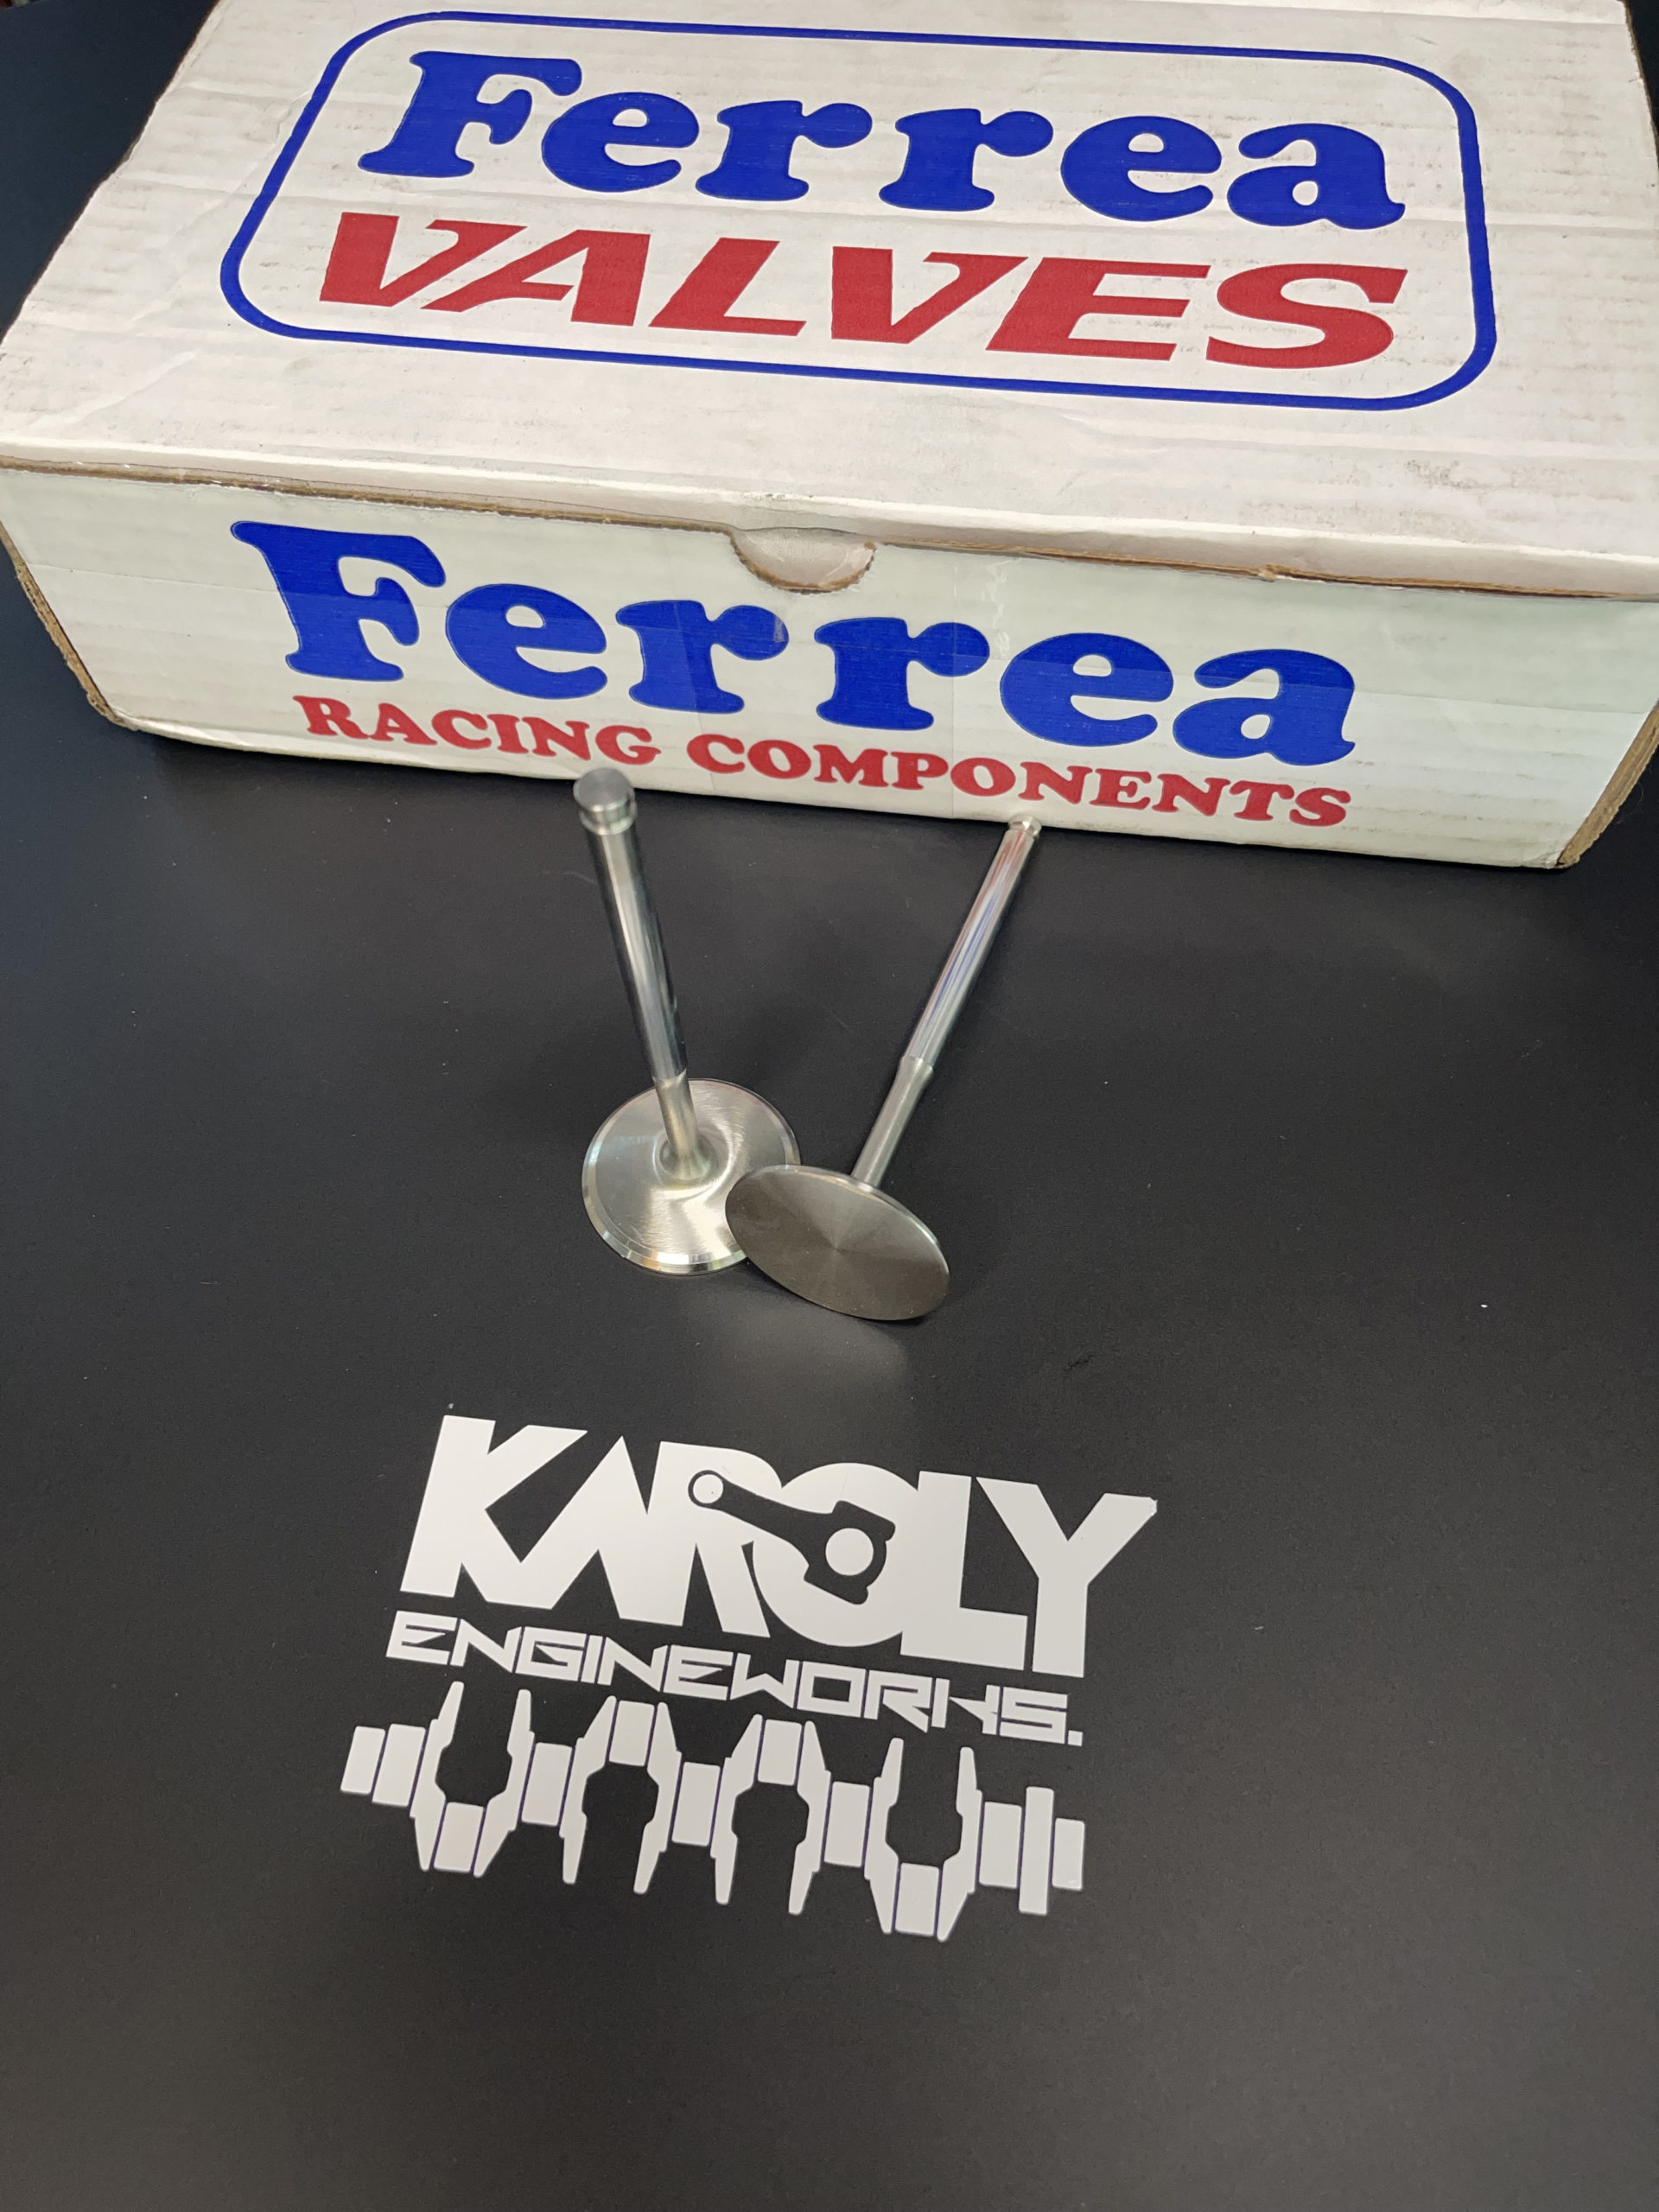 Ferrea
VALVES
Ferrea
RACING COMPONENTS
KAROLY
ENGINEWORKS.